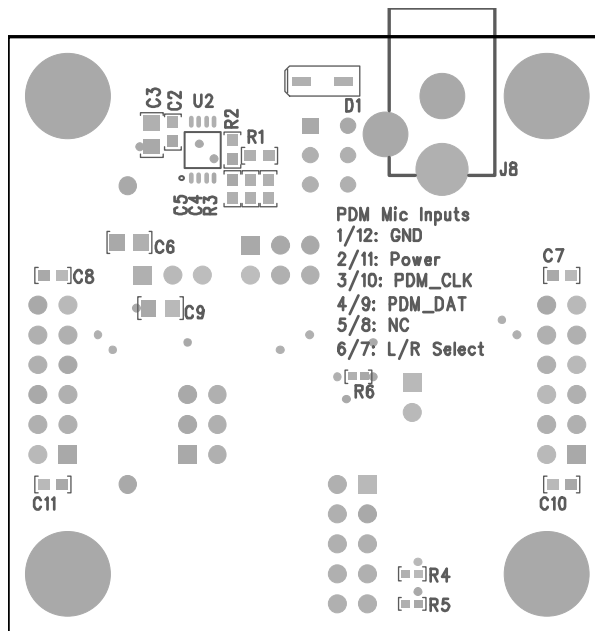 C3
C2
U2
R2
R1
D1
J8
C5
C4
R3
PDM Mic Inputs
1/12: GND
2/11: Power
3/10: PDM_CLK
4/9: PDM_DAT
5/8: NC
6/7: L/R Select
C6
C7
C8
C9
R6
C11
C10
R4
R5